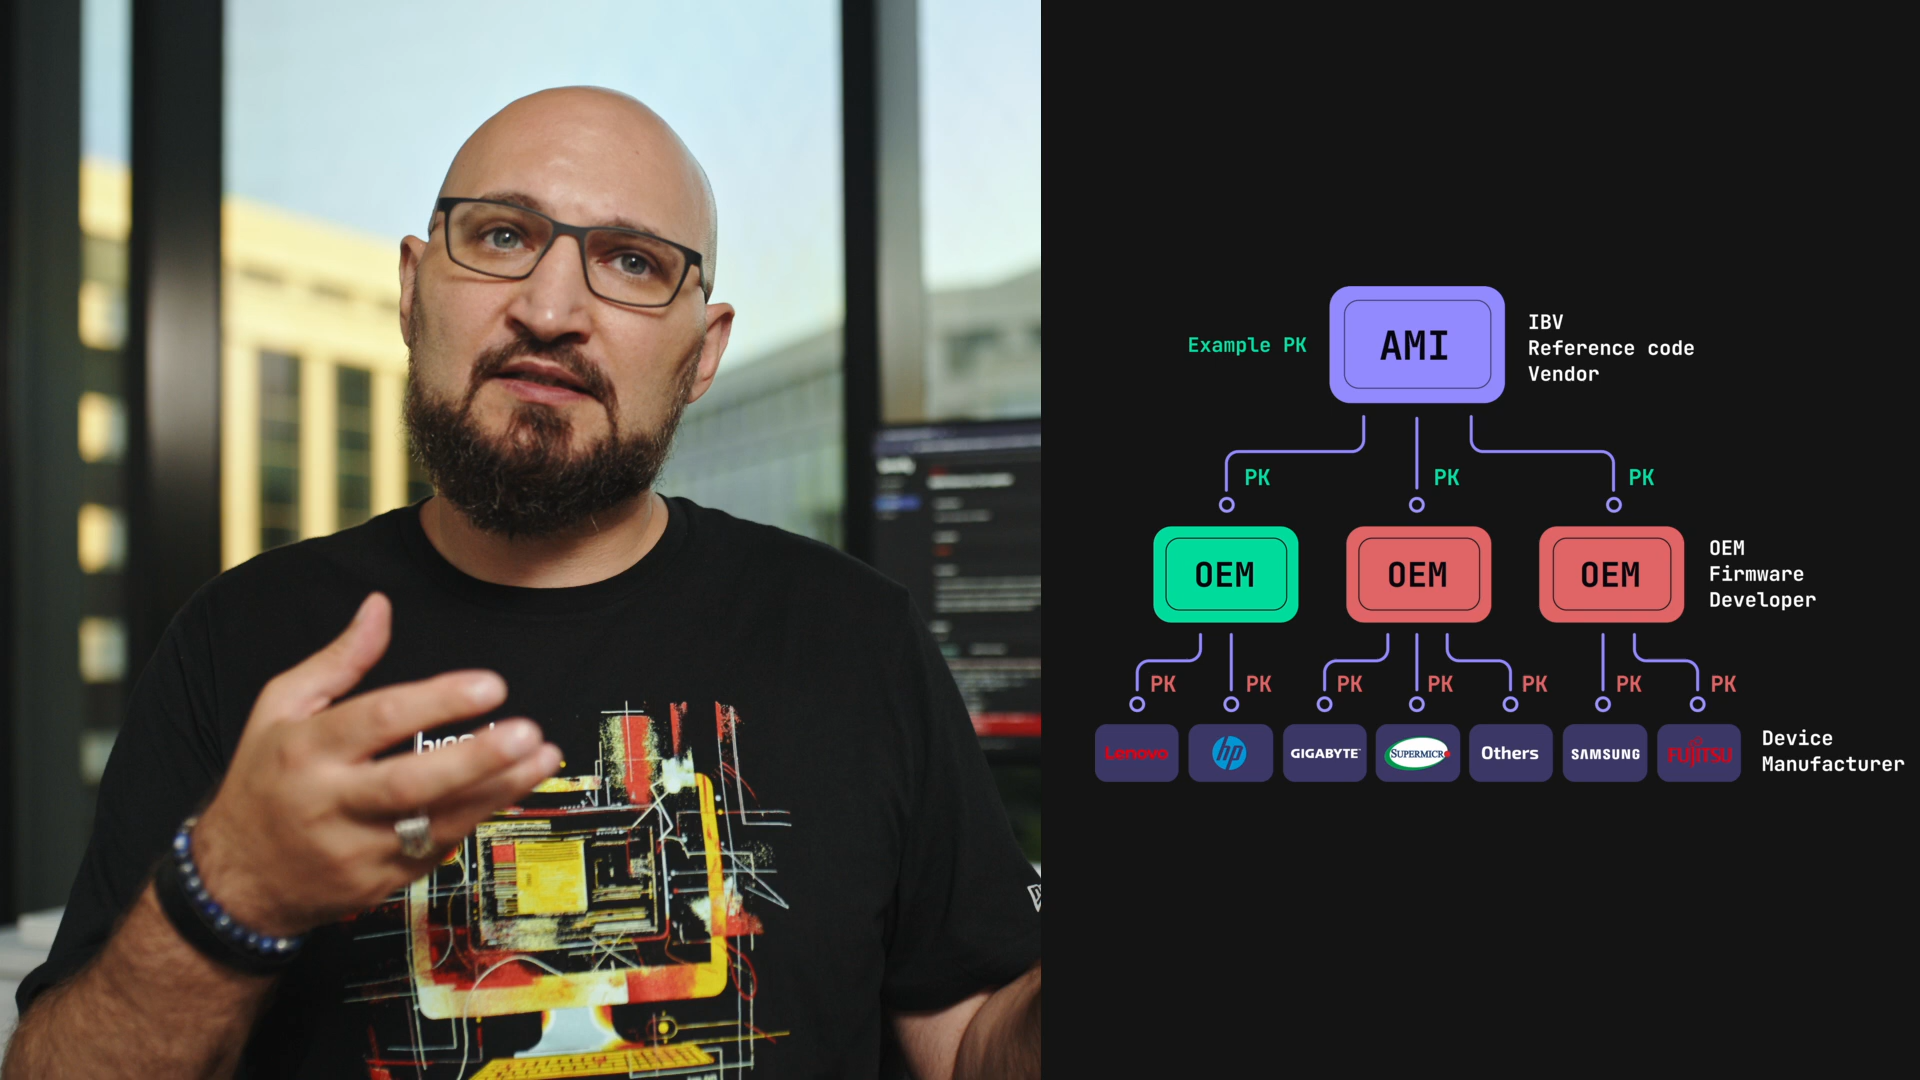 Example PK
AMI
IBV
Reference code
Vendor
PK
PK
PK
OEM
OEM
OEM
OEM
Firmware
Developer
PK
PK
PK
PK
PK
PK
PK
Lenovo
hp
GIGABYTE
SUPERMICR
Others
SAMSUNG
FUJITSU
Device
Manufacturer